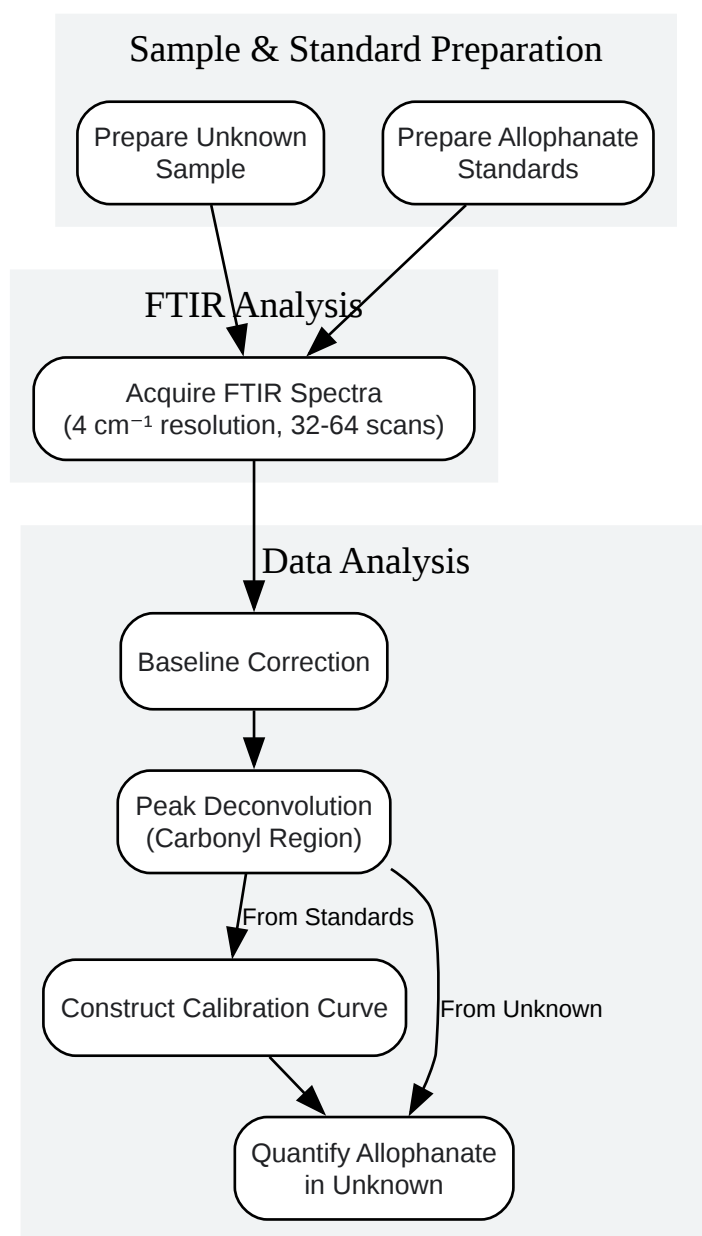 Sample & Standard Preparation
Prepare Unknown
Sample
Prepare Allophanate
Standards
FTIR Analysis
Acquire FTIR Spectra
(4 cm⁻¹ resolution, 32-64 scans)
Data Analysis
Baseline Correction
Peak Deconvolution
(Carbonyl Region)
From Standards
Construct Calibration Curve
From Unknown
Quantify Allophanate
in Unknown